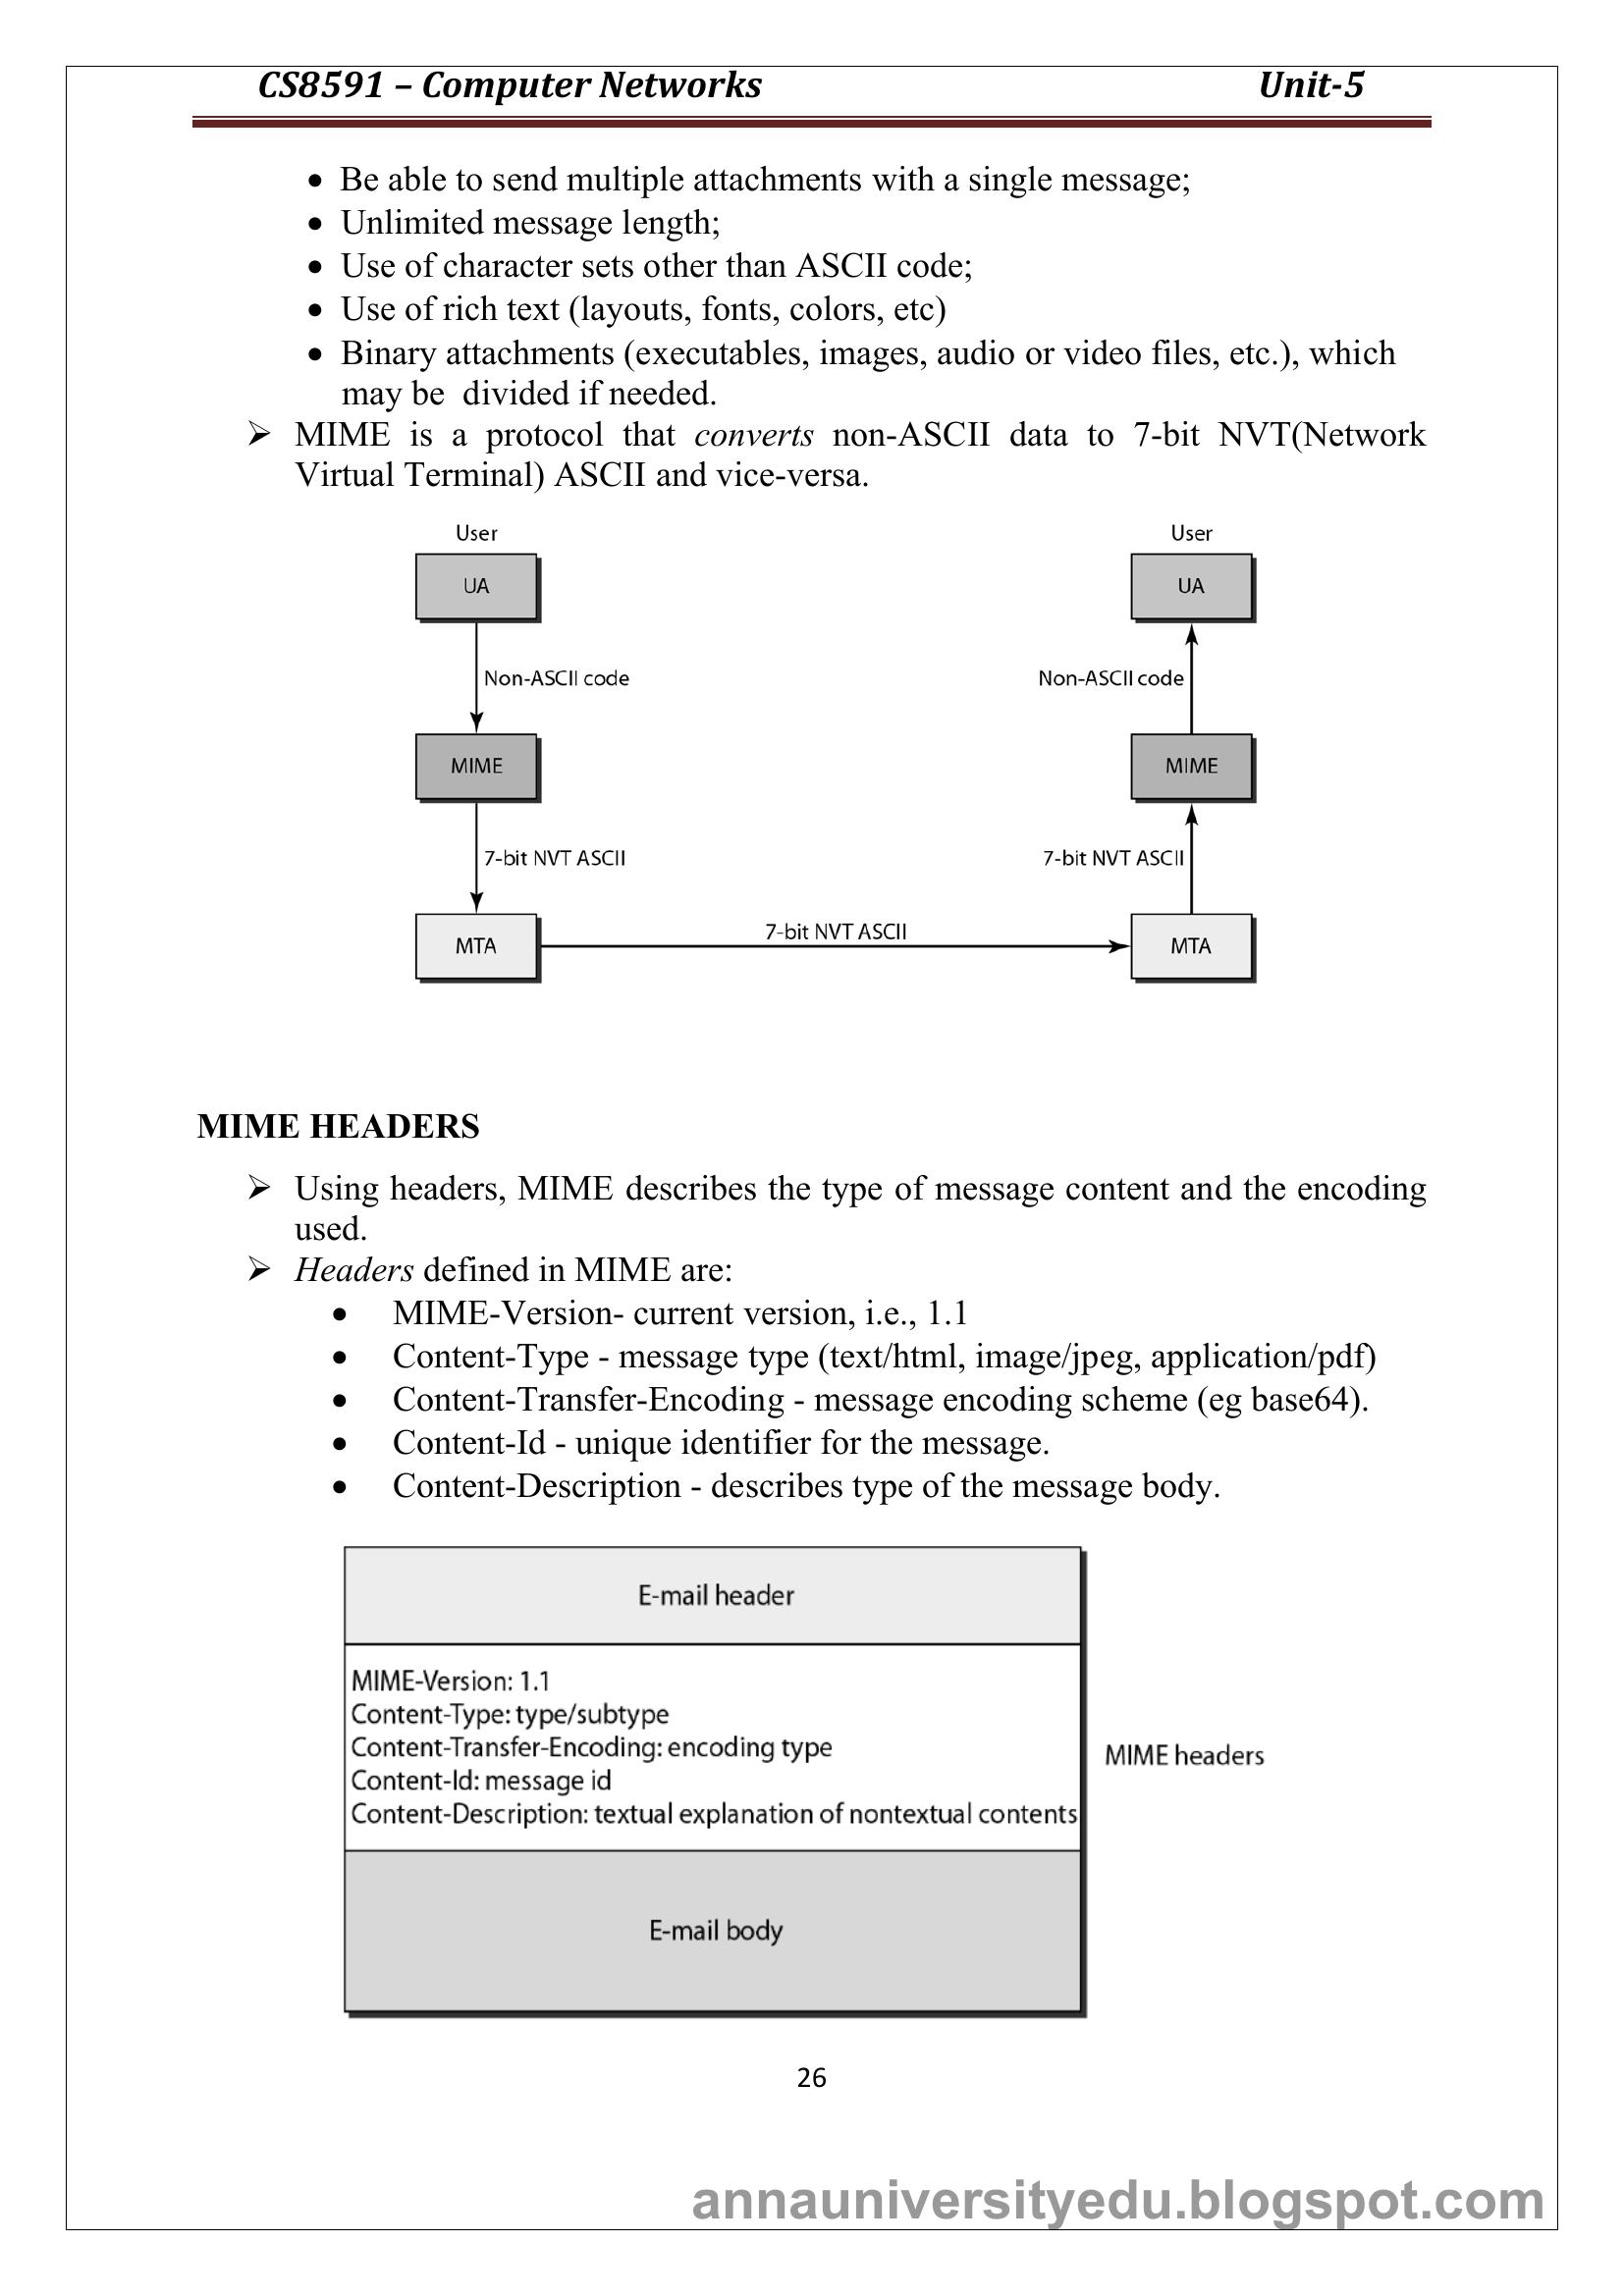 CS8591 – Computer Networks Unit-5
• Be able to send multiple attachments with a single message;
• Unlimited message length;
• Use of character sets other than ASCII code;
• Use of rich text (layouts, fonts, colors, etc)
• Binary attachments (executables, images, audio or video files, etc.), which
may be divided if needed.
➢ MIME is a protocol that converts non-ASCII data to 7-bit NVT(Network
Virtual Terminal) ASCII and vice-versa.
User User
UA UA
Non-ASCII code Non-ASCII code
MIME MIME
7-bit NVT ASCII 7-bit NVT ASCII
7-bit NVT ASCII
MTA MTA
MIME HEADERS
➢ Using headers, MIME describes the type of message content and the encoding
used.
➢ Headers defined in MIME are:
• MIME-Version- current version, i.e., 1.1
• Content-Type - message type (text/html, image/jpeg, application/pdf)
• Content-Transfer-Encoding - message encoding scheme (eg base64).
• Content-Id - unique identifier for the message.
• Content-Description - describes type of the message body.
E-mail header
MIME-Version: 1.1
Content-Type: type/subtype
Content-Transfer-Encoding: encoding type
MIME headers
Content-Id: message id
Content-Description: textual explanation of nontextual contents
E-mail body
26
annauniversityedu.blogspot.com